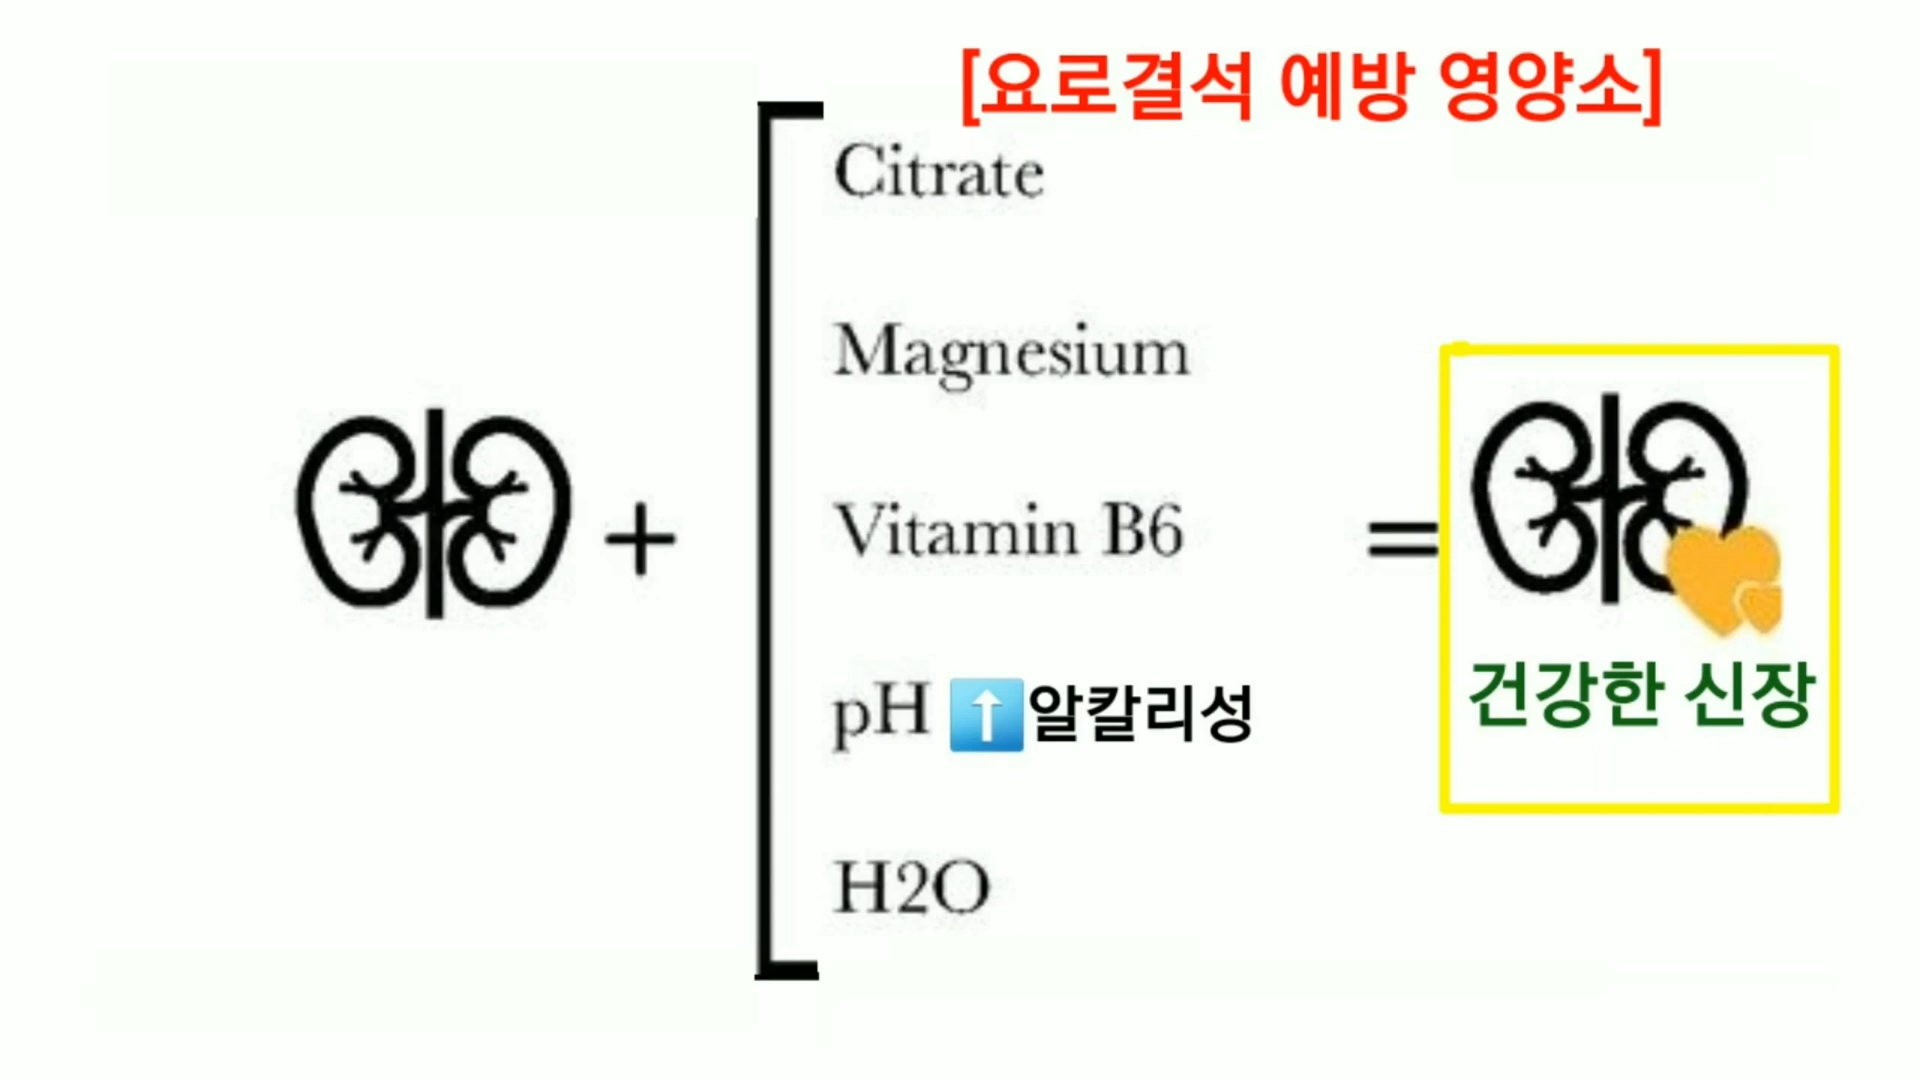 [요로결석 예방 영양소]
Citrate
Magnesium
Vitamin B6
pH ⬆️알칼리성
H2O
+
=
건강한 신장